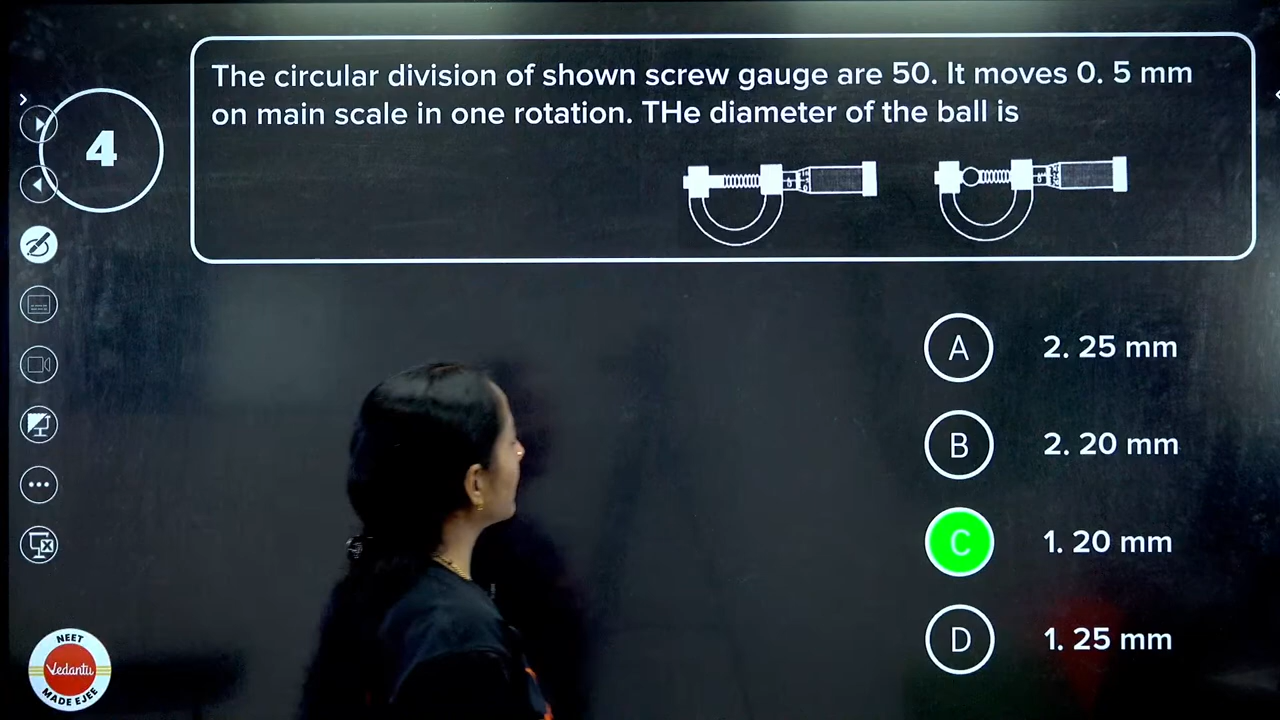 The circular division of shown screw gauge are 50. It moves 0. 5 mm
on main scale in one rotation. THe diameter of the ball is
4
A 2. 25 mm
B 2. 20 mm
C 1. 20 mm
D 1. 25 mm
NEET
Vedantu
MADE EJEE